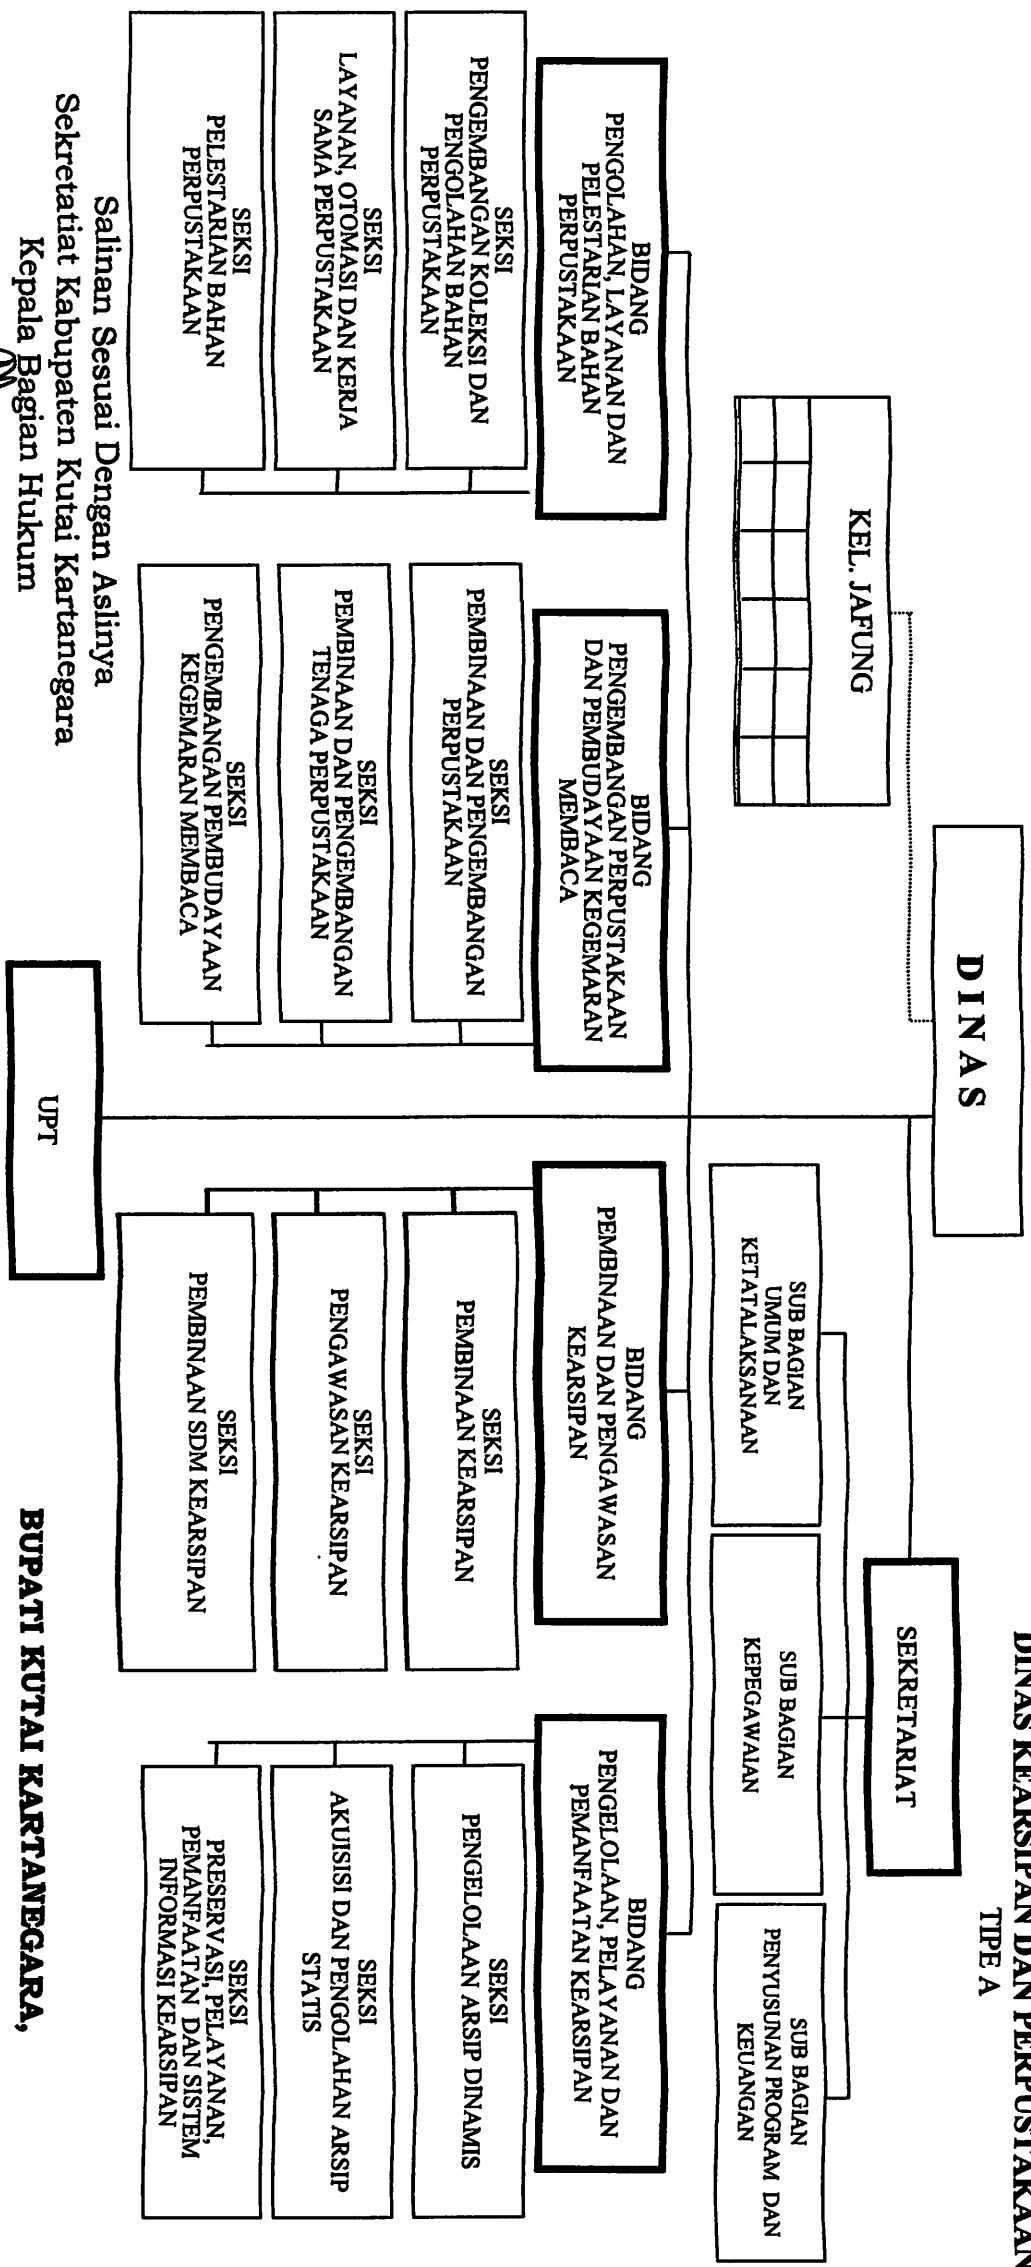 DINAS KEARSIPAN DAN PERPUSTAKAAN
TIPE A
DINAS
SEKRETARIAT
KEL. JAFUNG
SUB BAGIAN
UMUM DAN
KETATALAKSANAAN
SUB BAGIAN
KEPEGAWAIAN
SUB BAGIAN
PENYUSUNAN PROGRAM DAN
KEUANGAN
BIDANG
PENGOLAHAN, LAYANAN DAN
PELESTARIAN BAHAN
PERPUSTAKAAN
SEKSI
PENGEMBANGAN KOLEKSI DAN
PENGOLAHAN BAHAN
PERPUSTAKAAN
SEKSI
LAYANAN, OTOMASI DAN KERJA
SAMA PERPUSTAKAAN
SEKSI
PELESTARIAN BAHAN
PERPUSTAKAAN
BIDANG
PENGEMBANGAN PERPUSTAKAAN
DAN PEMBUDAYAAN KEGEMARAN
MEMBACA
SEKSI
PEMBINAAN DAN PENGEMBANGAN
PERPUSTAKAAN
SEKSI
PEMBINAAN DAN PENGEMBANGAN
TENAGA PERPUSTAKAAN
SEKSI
PENGEMBANGAN PEMBUDAYAAN
KEGEMARAN MEMBACA
BIDANG
PEMBINAAN DAN PENGAWASAN
KEARSIPAN
SEKSI
PEMBINAAN KEARSIPAN
SEKSI
PENGAWASAN KEARSIPAN
SEKSI
PEMBINAAN SDM KEARSIPAN
BIDANG
PENGELOLAAN, PELAYANAN DAN
PEMANFAATAN KEARSIPAN
SEKSI
PENGELOLAAN ARSIP DINAMIS
SEKSI
AKUISISI DAN PENGOLAHAN ARSIP
STATIS
SEKSI
PRESERVASI, PELAYANAN,
PEMANFAATAN DAN SISTEM
INFORMASI KEARSIPAN
UPT
Salinan Sesuai Dengan Aslinya
Sekretatiat Kabupaten Kutai Kartanegara
Kepala Bagian Hukum
BUPATI KUTAI KARTANEGARA,